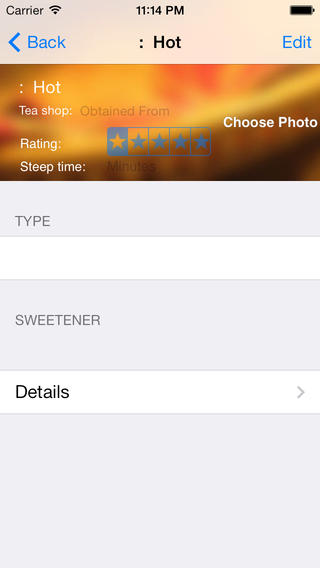 Carrier 11:14 PM
Back : Hot Edit
: Hot
Tea shop: Obtained From
Choose Photo
Rating:
Steep time: Minutes
TYPE
SWEETENER
Details